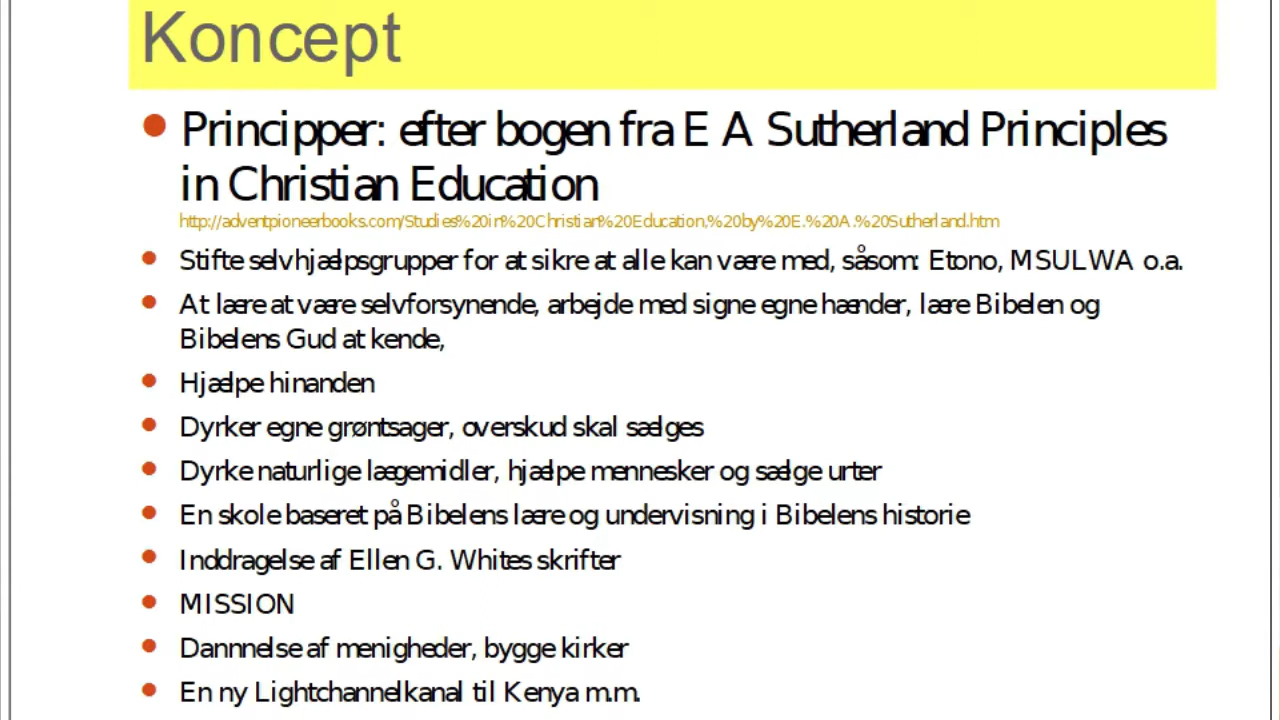 Koncept
Principper: efter bogen fra E A Sutherland Principles
in Christian Education
http://adventpioneerbooks.com/Studies%20in%20Christian%20Education,%20by%20E.%20A.%20Sutherland.htm
Stifte selvhjælpsgrupper for at sikre at alle kan være med, såsom: Etono, MSULWA o.a.
At lære at være selvforsynende, arbejde med signe egne hænder, lære Bibelen og
Bibelens Gud at kende,
Hjælpe hinanden
Dyrker egne grøntsager, overskud skal sælges
Dyrke naturlige lægemidler, hjælpe mennesker og sælge urter
En skole baseret på Bibelens lære og undervisning i Bibelens historie
Inddragelse af Ellen G. Whites skrifter
MISSION
Dannnelse af menigheder, bygge kirker
En ny Lightchannelkanal til Kenya m.m.